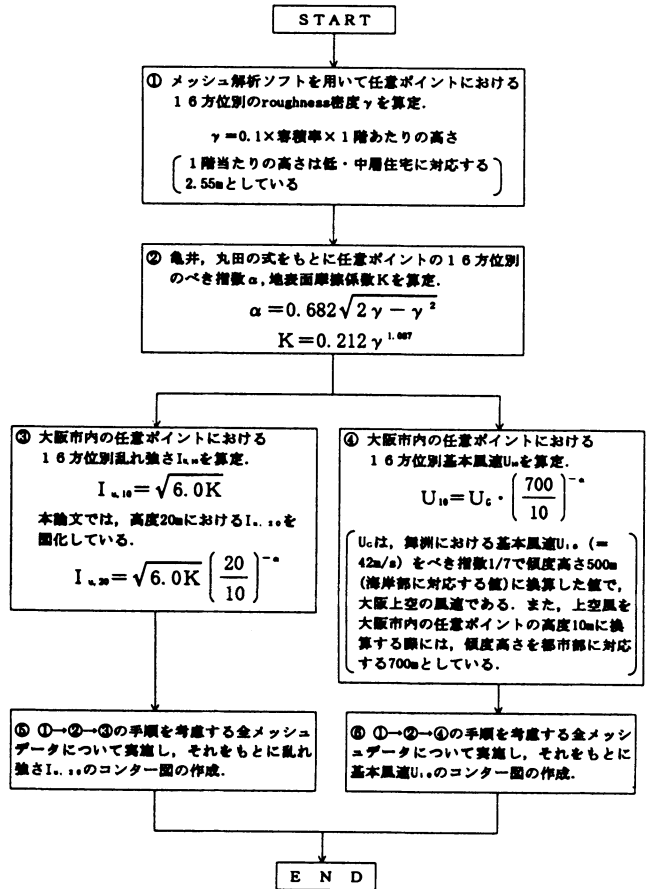 START
① メッシュ解析ソフトを用いて任意ポイントにおける
16方位別のroughness密度γを算定.
γ=0.1×容積率×1階あたりの高さ
1階当たりの高さは低・中層住宅に対応する
2.55mとしている
② 亀井, 丸田の式をもとに任意ポイントの16方位別
のべき指数α, 地表面摩擦係数Kを算定.
α=0.682√(2γ-γ²)
K=0.212γ^1.087
③ 大阪市内の任意ポイントにおける
16方位別乱れ強さI_u,10を算定.
I_u,10=√6.0K
本論文では, 高度20mにおけるI_u,20を
図化している.
I_u,20=√6.0K (20/10)^-α
④ 大阪市内の任意ポイントにおける
16方位別基本風速U₁₀を算定.
U₁₀=U_G・(700/10)^-α
U_Gは, 舞洲における基本風速U₁₀ (=
42m/s) をべき指数1/7で傾度高さ500m
(海岸部に対応する値)に換算した値で,
大阪上空の風速である. また, 上空風を
大阪市内の任意ポイントの高度10mに換
算する際には, 傾度高さを都市部に対応
する700mとしている.
⑤ ①→②→③の手順を考慮する全メッシュ
データについて実施し, それをもとに乱れ
強さI_u,20のコンター図の作成.
⑥ ①→②→④の手順を考慮する全メッシ
ュデータについて実施し, それをもとに
基本風速U₁₀のコンター図の作成.
END